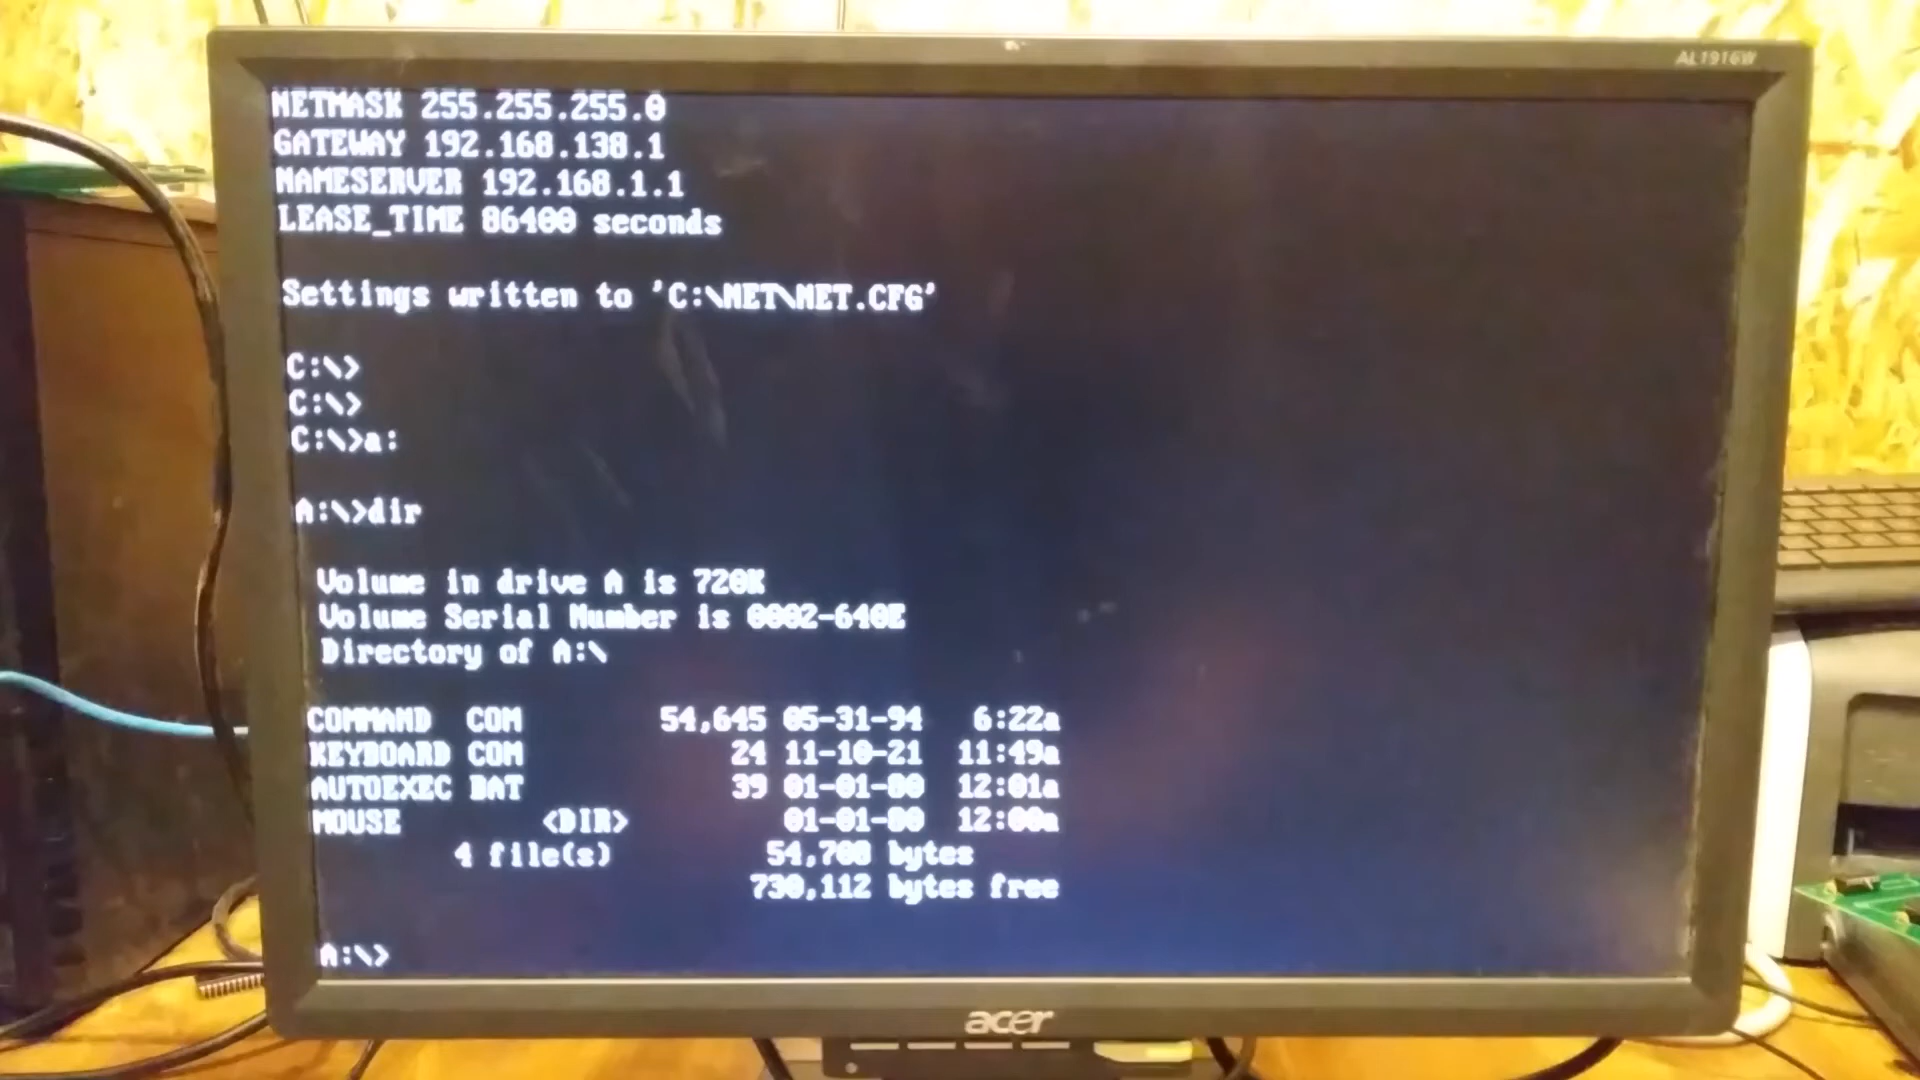 AL1916W
NETMASK 255.255.255.0
GATEWAY 192.168.138.1
NAMESERVER 192.168.1.1
LEASE_TIME 86400 seconds
Settings written to 'C:\NET\NET.CFG'
C:\>
C:\>
C:\>a:
A:\>dir
Volume in drive A is 720K
Volume Serial Number is 0002-640E
Directory of A:\
COMMAND COM 54,645 05-31-94 6:22a
KEYBOARD COM 24 11-10-21 11:49a
AUTOEXEC BAT 39 01-01-80 12:01a
MOUSE <DIR> 01-01-80 12:00a
4 file(s) 54,708 bytes
730,112 bytes free
A:\>
acer